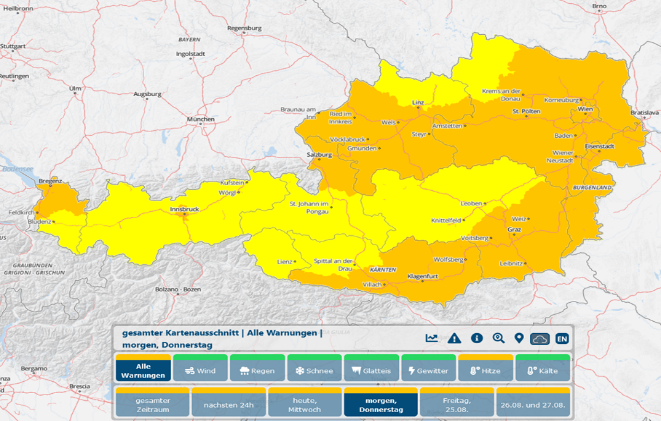 Heilbronn
Brno
Regensburg
Stuttgart
BAYERN
Ingolstadt
Reutlingen
Ulm
Augsburg
München
Braunau am
Inn
Ried im
Innkreis
Linz
Wels
Krems an der
Donau
Korneuburg
Wien
St. Pölten
Bratislava
Amstetten
Steyr
Vöcklabruck
Gmunden
Baden
Eisenstadt
Wiener
Neustadt
Salzburg
BURGENLAND
Bregenz
Feldkirch
Bludenz
Innsbruck
Kufstein
Wörgl
St. Johann im
Pongau
Leoben
Knittelfeld
Weiz
Graz
Voitsberg
Leibnitz
Wolfsberg
Lienz
Spittal an der
Drau
KÄRNTEN
Klagenfurt
Villach
GRAUBÜNDEN
GRIGIONI - GRISCHUN
Bolzano - Bozen
Bergamo
Brescia
gesamter Kartenausschnitt | Alle Warnungen |
morgen, Donnerstag
EN
Alle
Warnungen
Wind
Regen
Schnee
Glatteis
Gewitter
Hitze
Kälte
gesamter
Zeitraum
nächsten 24h
heute,
Mittwoch
morgen,
Donnerstag
Freitag,
25.08.
26.08. und 27.08.